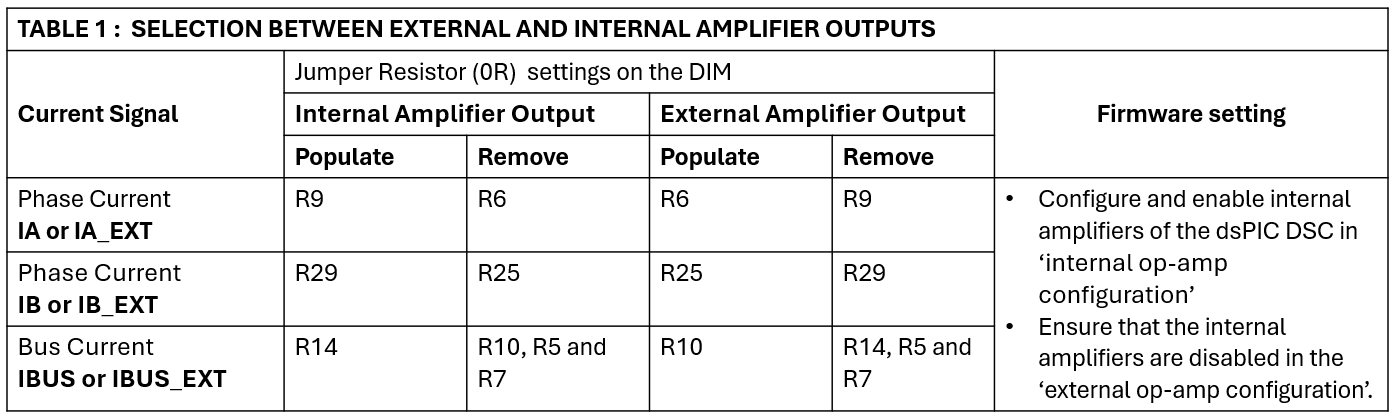 TABLE 1 :  SELECTION BETWEEN EXTERNAL AND INTERNAL AMPLIFIER OUTPUTS
Current Signal
Jumper Resistor (0R)  settings on the DIM
Firmware setting
Internal Amplifier Output
External Amplifier Output
Populate
Remove
Populate
Remove
Phase Current
IA or IA_EXT
R9
R6
R6
R9
Phase Current
IB or IB_EXT
R29
R25
R25
R29
Bus Current
IBUS or IBUS_EXT
R14
R10, R5 and
R7
R10
R14, R5 and
R7
• Configure and enable internal
amplifiers of the dsPIC DSC in
‘internal op-amp
configuration’
• Ensure that the internal
amplifiers are disabled in the
‘external op-amp configuration’.